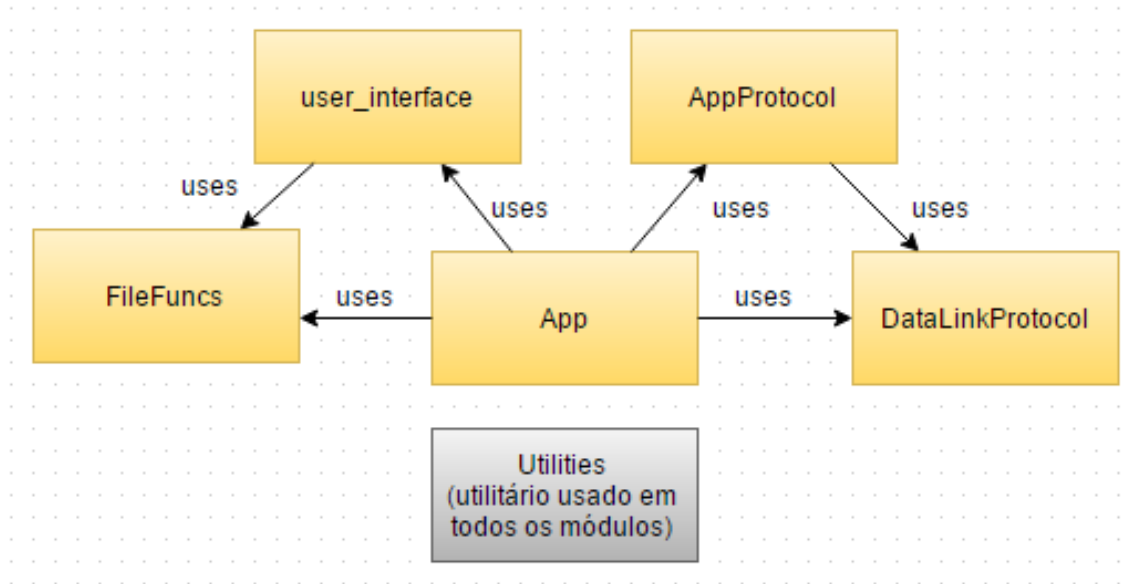 user_interface
AppProtocol
uses
uses
uses
uses
FileFuncs
uses
App
uses
DataLinkProtocol
Utilities
(utilitário usado em
todos os módulos)